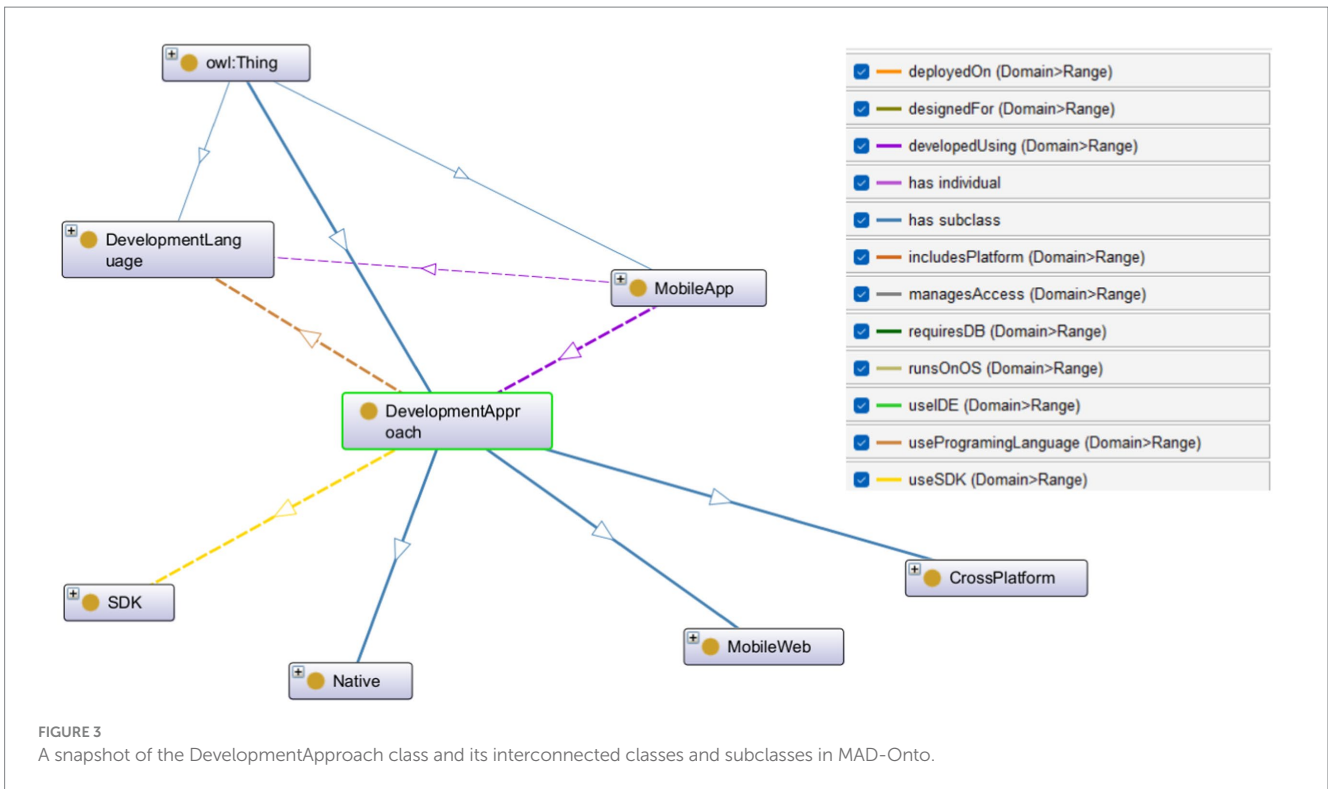 owl:Thing
DevelopmentLang
uage
MobileApp
DevelopmentAppr
oach
SDK
CrossPlatform
MobileWeb
Native
deployedOn (Domain>Range)
designedFor (Domain>Range)
developedUsing (Domain>Range)
has individual
has subclass
includesPlatform (Domain>Range)
managesAccess (Domain>Range)
requiresDB (Domain>Range)
runsOnOS (Domain>Range)
useIDE (Domain>Range)
useProgramingLanguage (Domain>Range)
useSDK (Domain>Range)
FIGURE 3
A snapshot of the DevelopmentApproach class and its interconnected classes and subclasses in MAD-Onto.